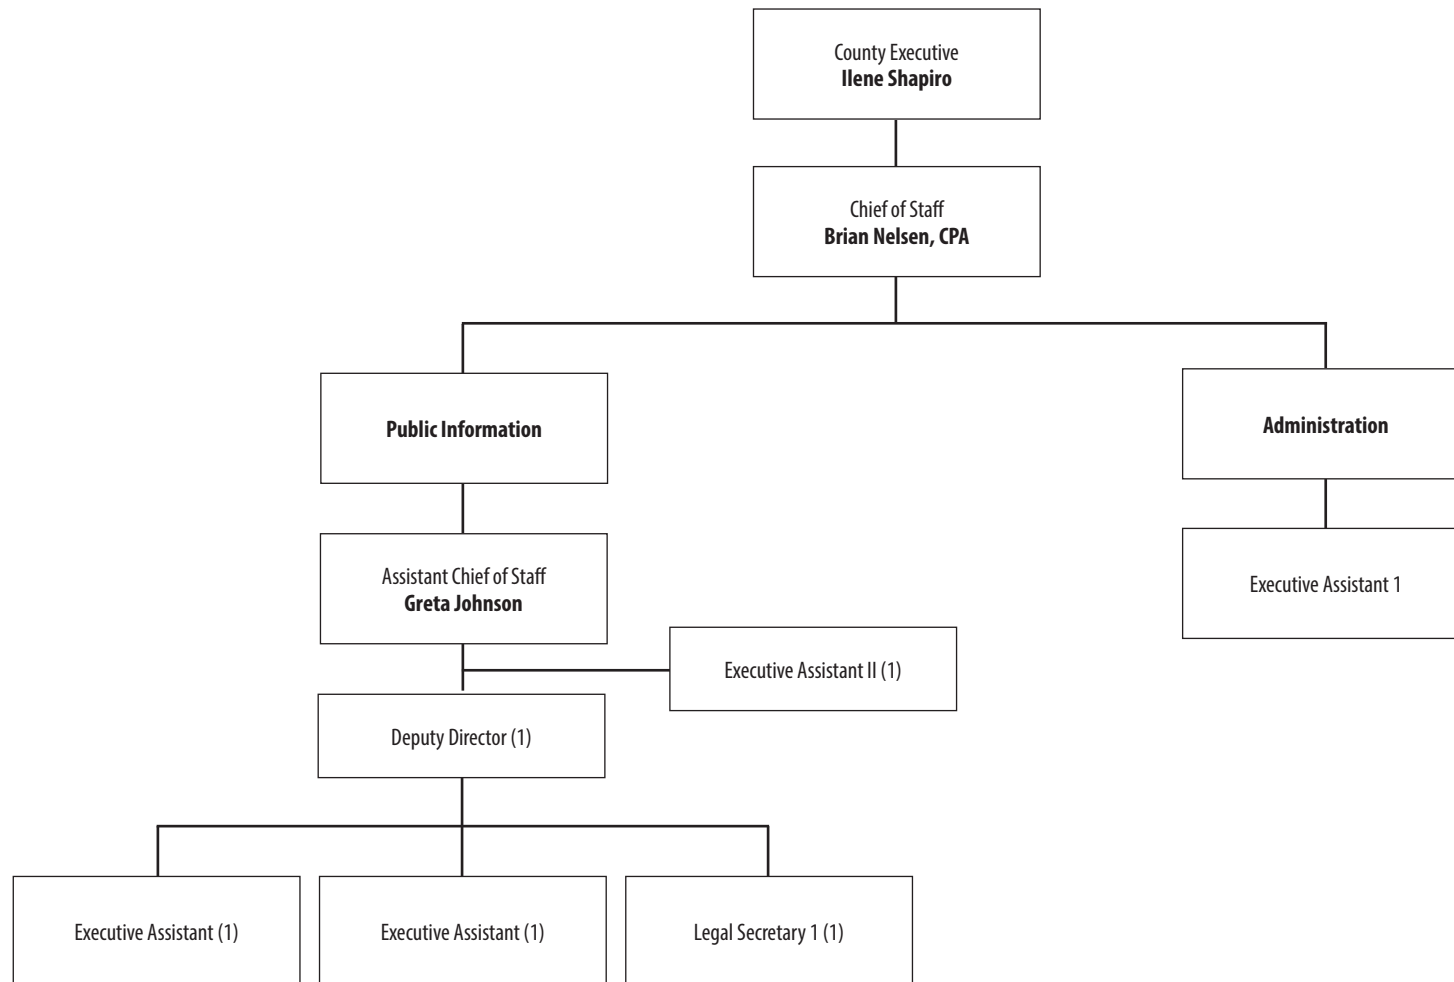 County Executive
Ilene Shapiro
Chief of Staff
Brian Nelsen, CPA
Public Information
Administration
Assistant Chief of Staff
Greta Johnson
Executive Assistant 1
Executive Assistant II (1)
Deputy Director (1)
Executive Assistant (1)
Executive Assistant (1)
Legal Secretary 1 (1)